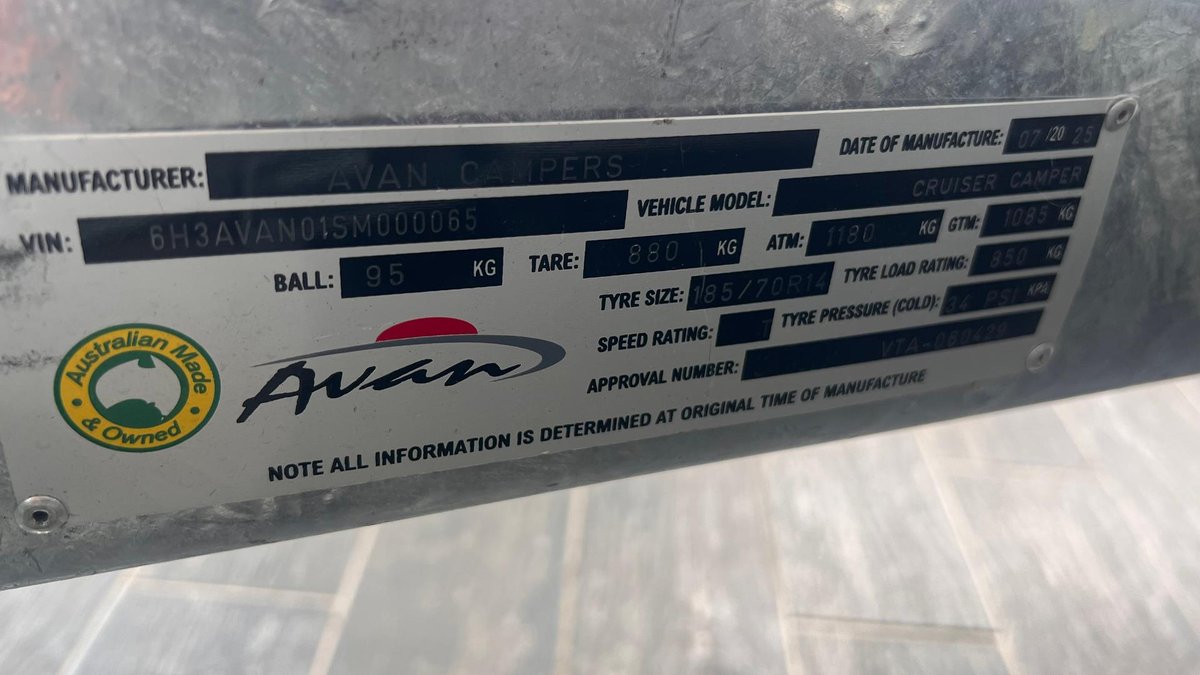 MANUFACTURER: AVAN CAMPERS DATE OF MANUFACTURE: 07/20 25
VIN: 6H3AVAN01SM000065 VEHICLE MODEL: CRUISER CAMPER
BALL: 95 KG TARE: 880 KG ATM: 1180 KG GTM: 1085 KG
TYRE SIZE: 185/70R14 TYRE LOAD RATING: 850 KG
SPEED RATING: T TYRE PRESSURE (COLD): 34 PSI KPA
APPROVAL NUMBER: VTA-060429
Australian Made
& Owned
Avan
NOTE ALL INFORMATION IS DETERMINED AT ORIGINAL TIME OF MANUFACTURE